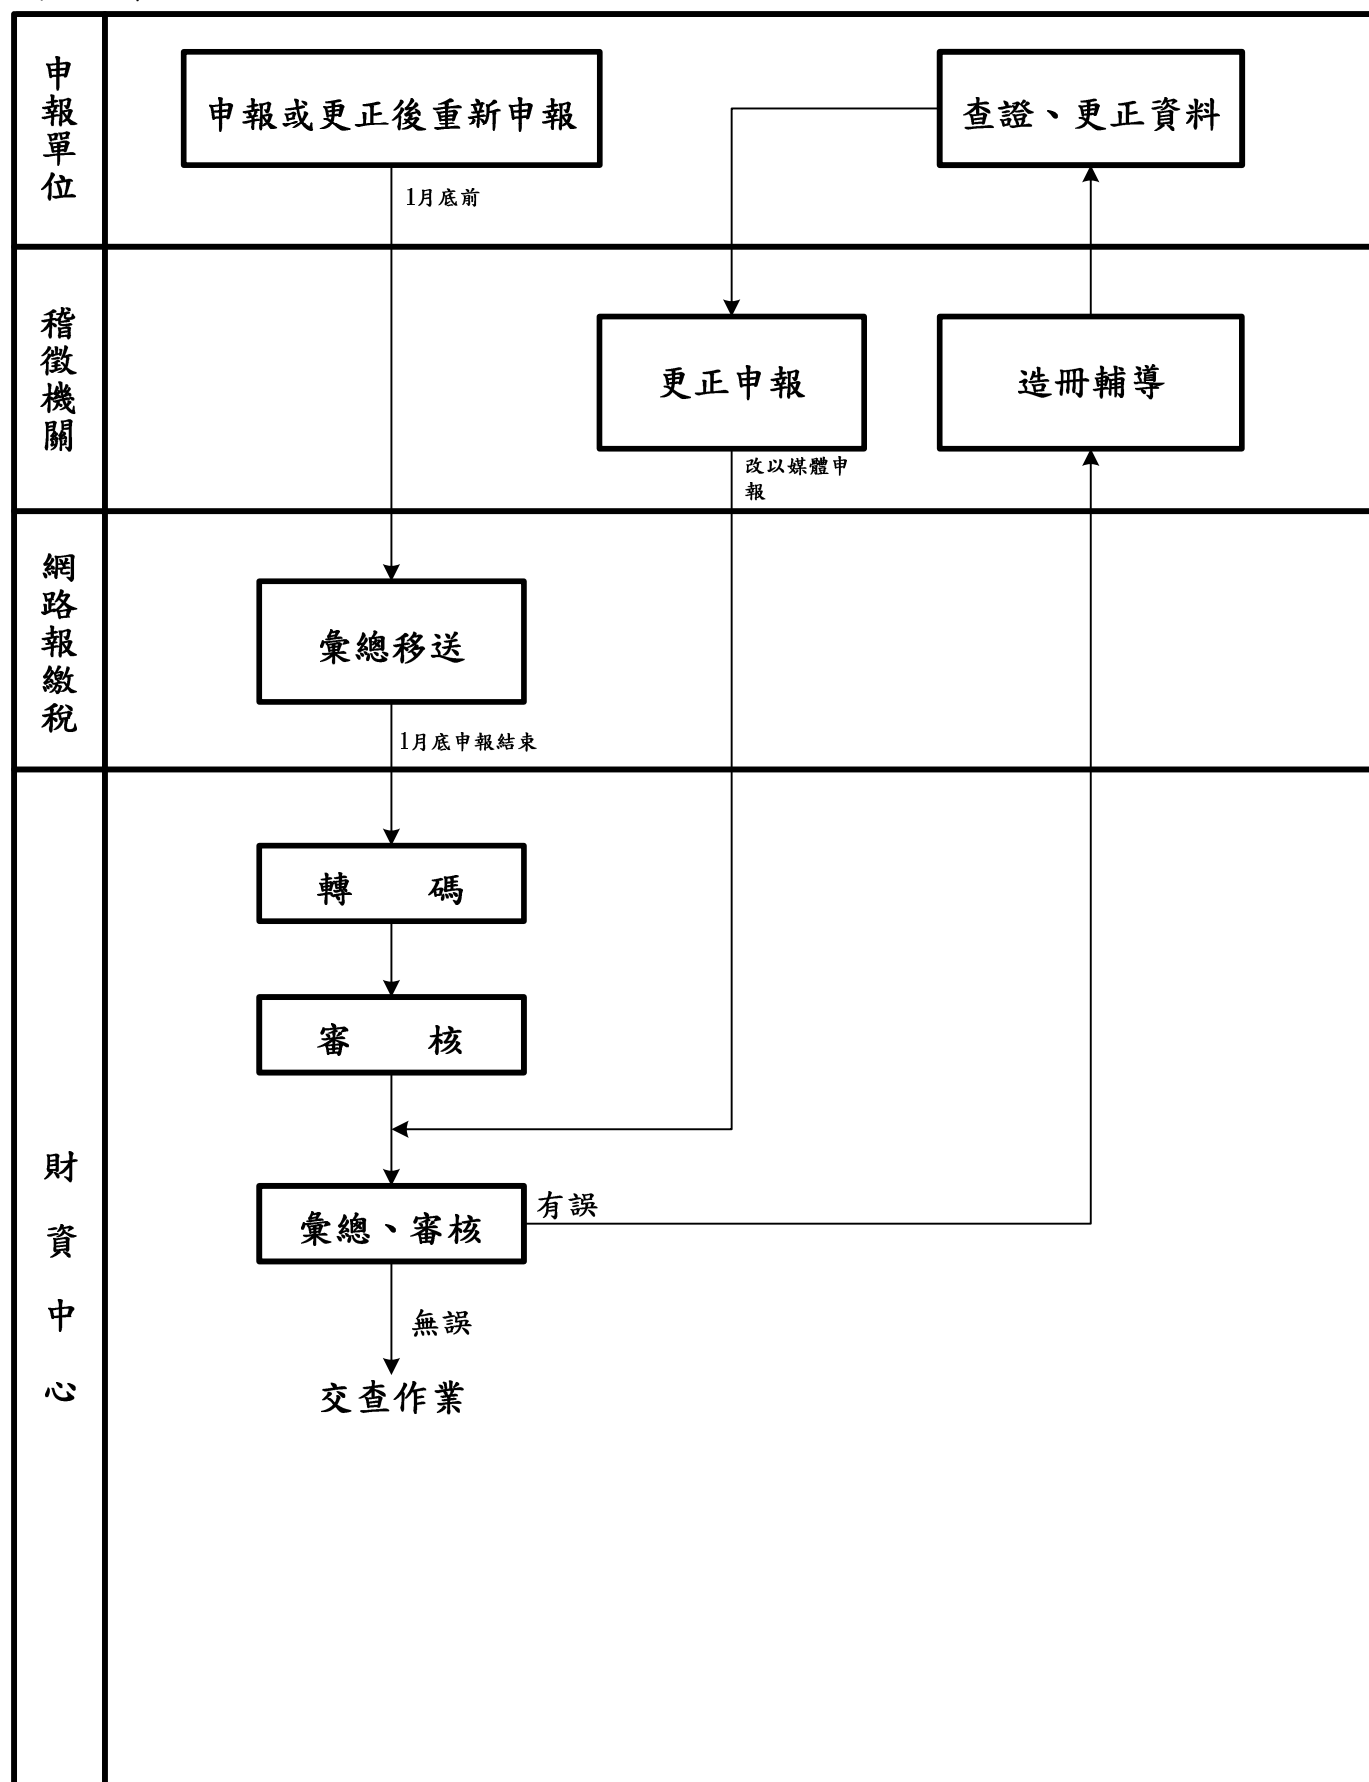 申報單位
申報或更正後重新申報
查證、更正資料
1月底前
稽徵機關
更正申報
造冊輔導
改以媒體申
報
網路報繳稅
彙總移送
1月底申報結束
財資中心
轉 碼
審 核
彙總、審核
有誤
無誤
交查作業